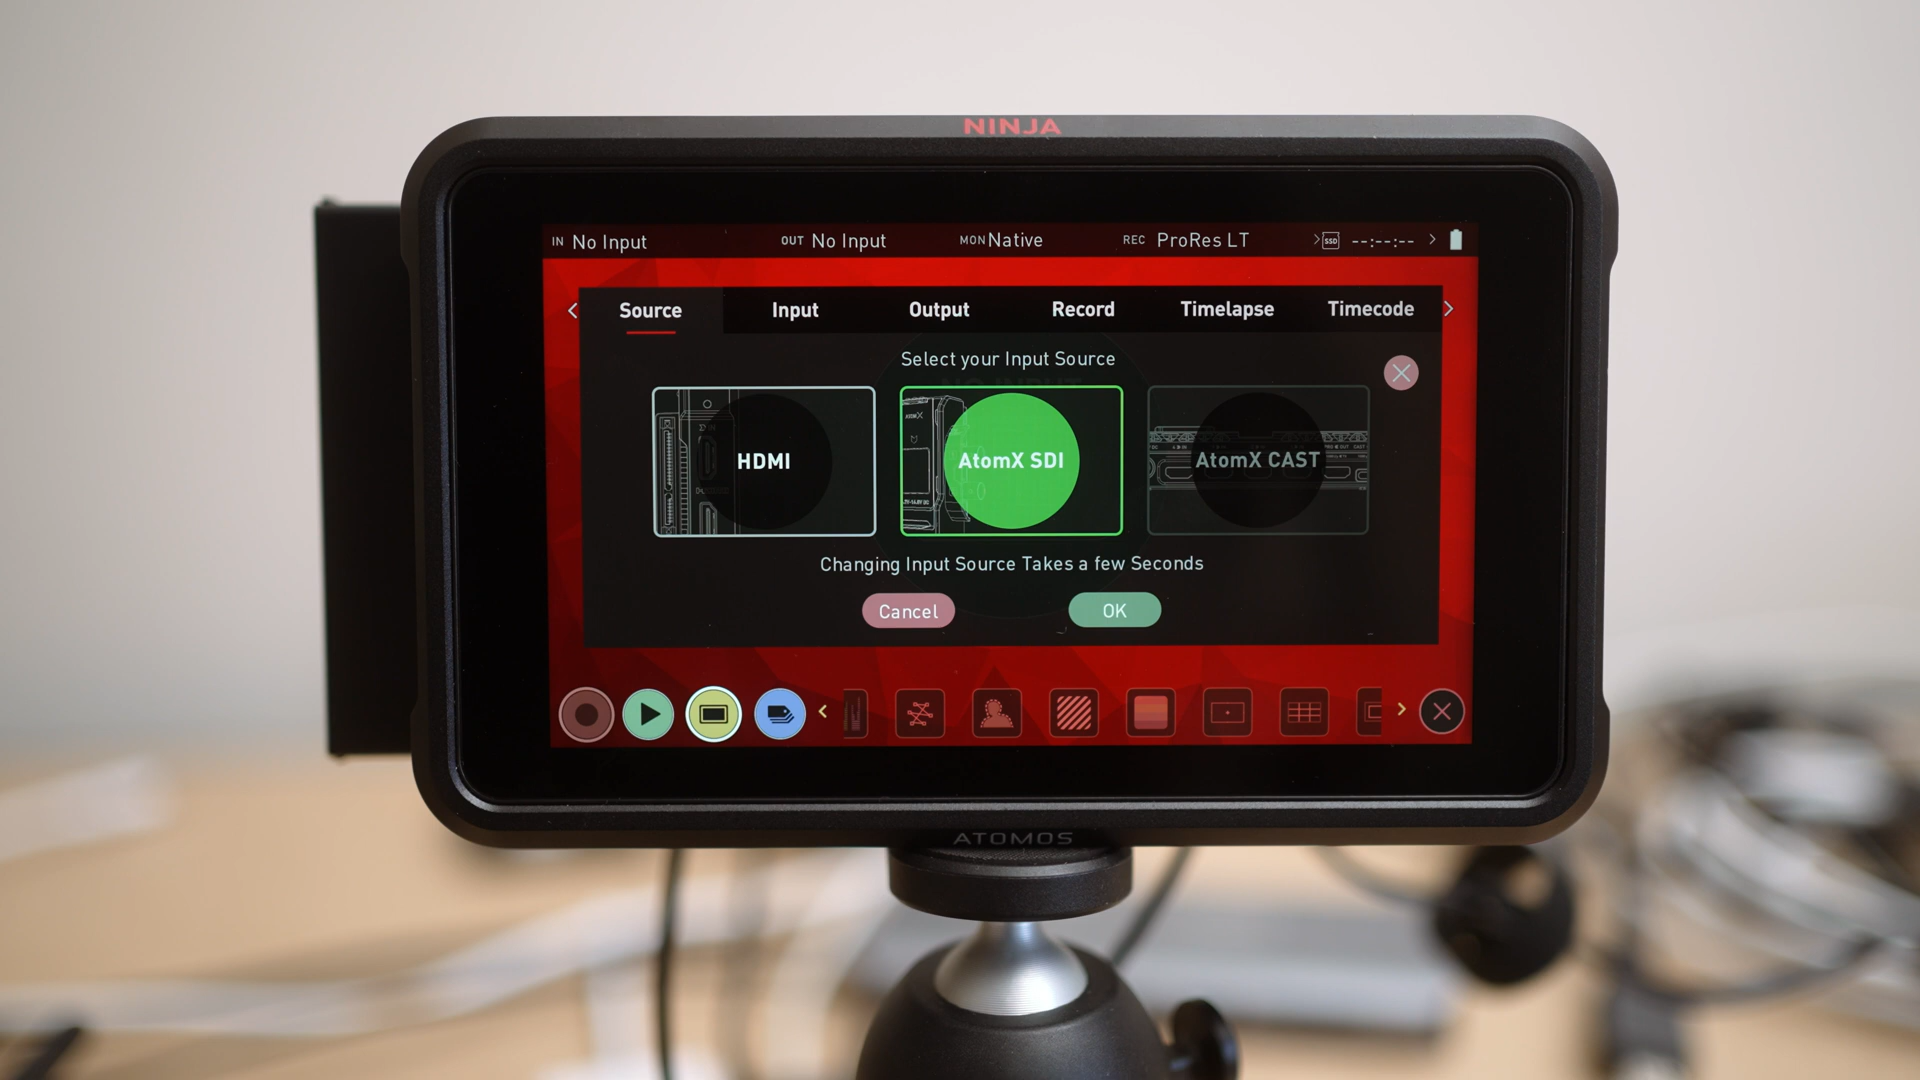 NINJA
IN No Input OUT No Input MON Native REC ProRes LT SSD --:--:--
Source Input Output Record Timelapse Timecode
Select your Input Source
HDMI AtomX SDI AtomX CAST
Changing Input Source Takes a few Seconds
Cancel OK
ATOMOS